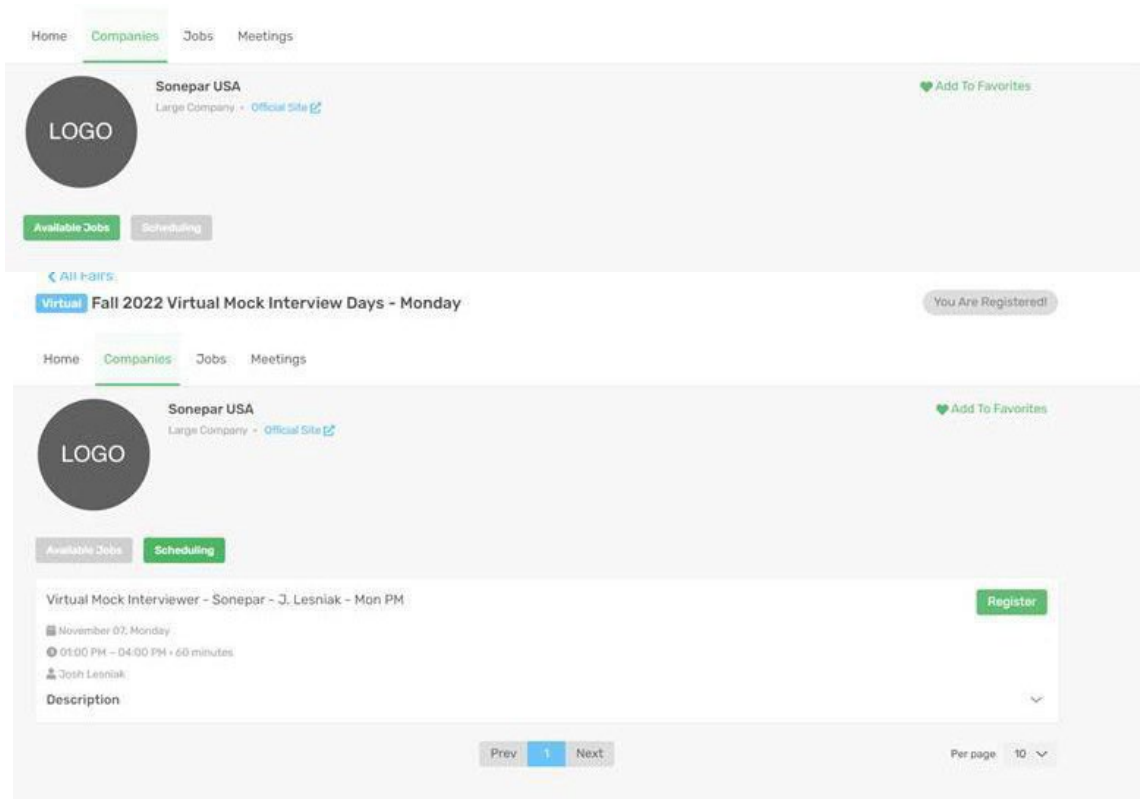 Home Companies Jobs Meetings
Sonepar USA
Add To Favorites
Large Company • Official Site
LOGO
Available Jobs Scheduling
All Fairs
Virtual Fall 2022 Virtual Mock Interview Days - Monday
You Are Registered!
Home Companies Jobs Meetings
Sonepar USA
Add To Favorites
Large Company • Official Site
LOGO
Available Jobs Scheduling
Virtual Mock Interviewer - Sonepar - J. Lesniak - Mon PM
Register
November 07, Monday
01:00 PM – 04:00 PM • 60 minutes
Josh Lesniak
Description
Prev 1 Next
Per page 10